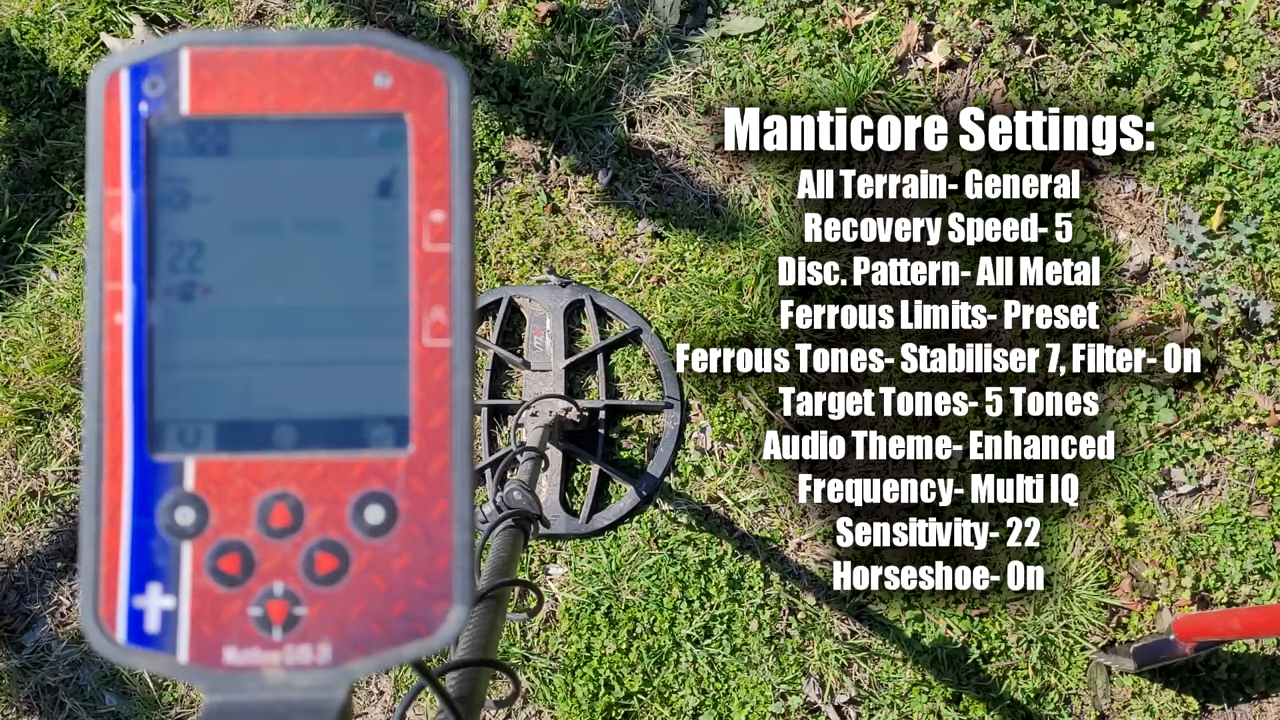 Manticore Settings:
All Terrain- General
Recovery Speed- 5
Disc. Pattern- All Metal
Ferrous Limits- Preset
Ferrous Tones- Stabiliser 7, Filter- On
Target Tones- 5 Tones
Audio Theme- Enhanced
Frequency- Multi IQ
Sensitivity- 22
Horseshoe- On
22